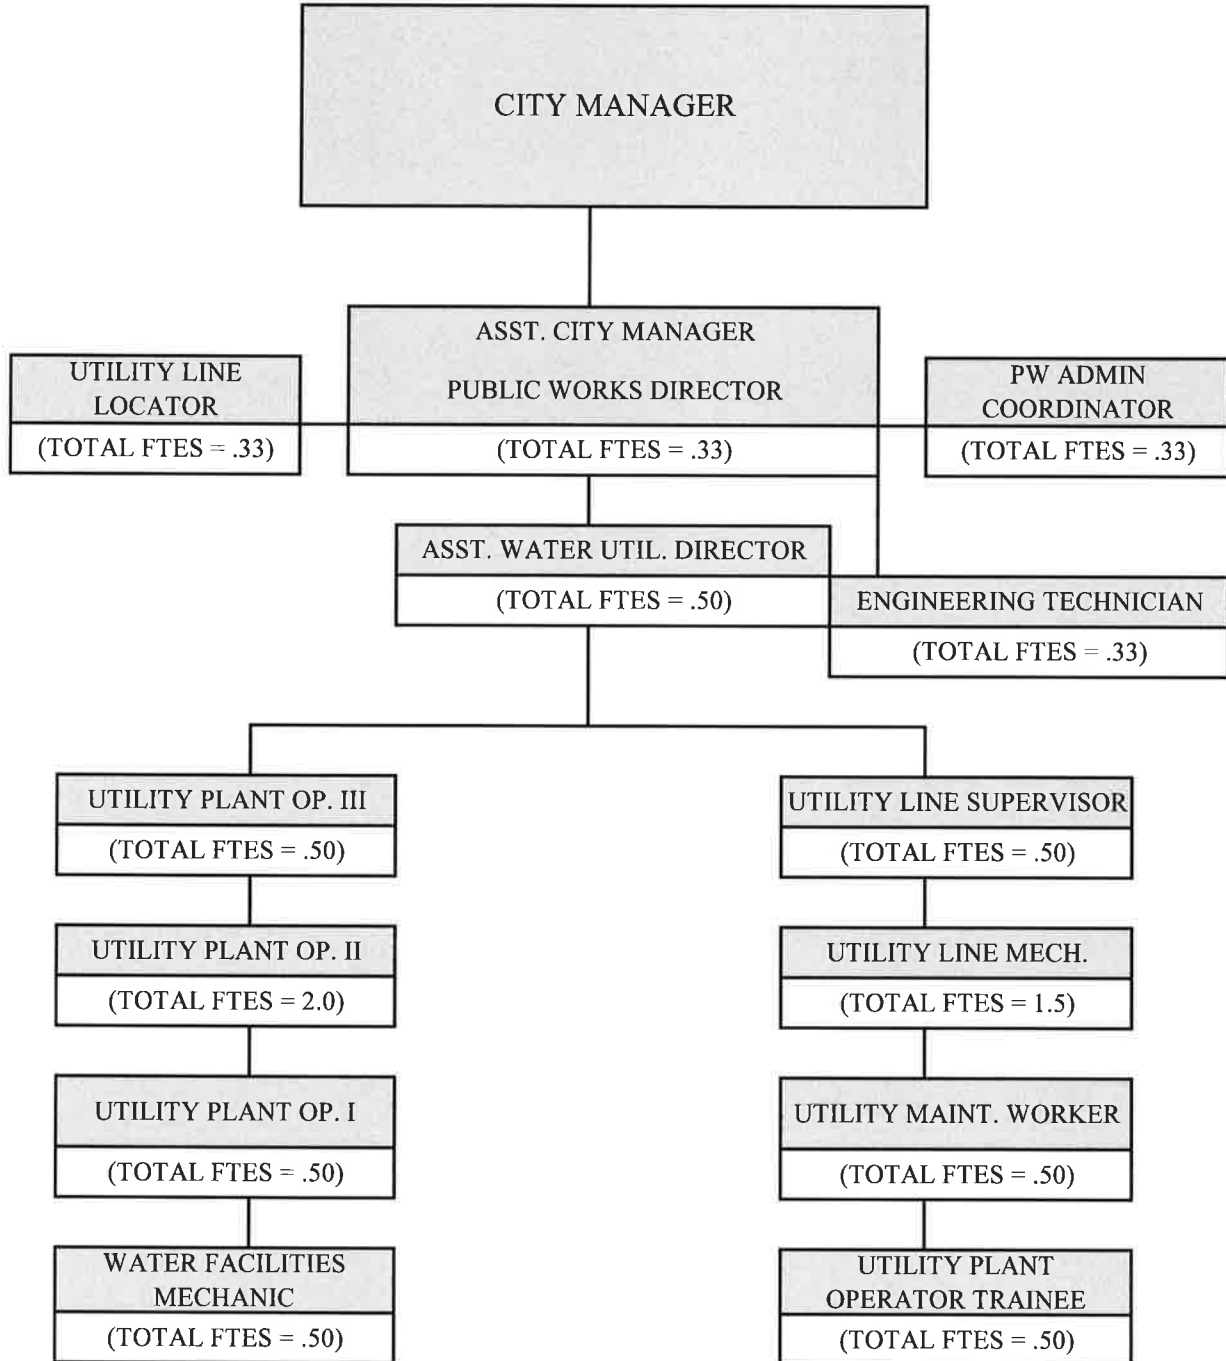 CITY MANAGER
ASST. CITY MANAGER
PUBLIC WORKS DIRECTOR
(TOTAL FTES = .33)
UTILITY LINE
LOCATOR
(TOTAL FTES = .33)
PW ADMIN
COORDINATOR
(TOTAL FTES = .33)
ASST. WATER UTIL. DIRECTOR
(TOTAL FTES = .50)
ENGINEERING TECHNICIAN
(TOTAL FTES = .33)
UTILITY PLANT OP. III
(TOTAL FTES = .50)
UTILITY PLANT OP. II
(TOTAL FTES = 2.0)
UTILITY PLANT OP. I
(TOTAL FTES = .50)
WATER FACILITIES
MECHANIC
(TOTAL FTES = .50)
UTILITY LINE SUPERVISOR
(TOTAL FTES = .50)
UTILITY LINE MECH.
(TOTAL FTES = 1.5)
UTILITY MAINT. WORKER
(TOTAL FTES = .50)
UTILITY PLANT
OPERATOR TRAINEE
(TOTAL FTES = .50)